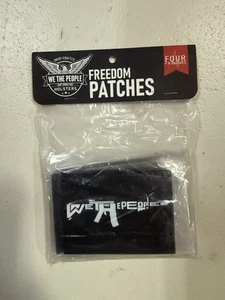 WE THE PEOPLE
HOLSTERS
FREEDOM
PATCHES
FOUR
WE THE PEOPLE